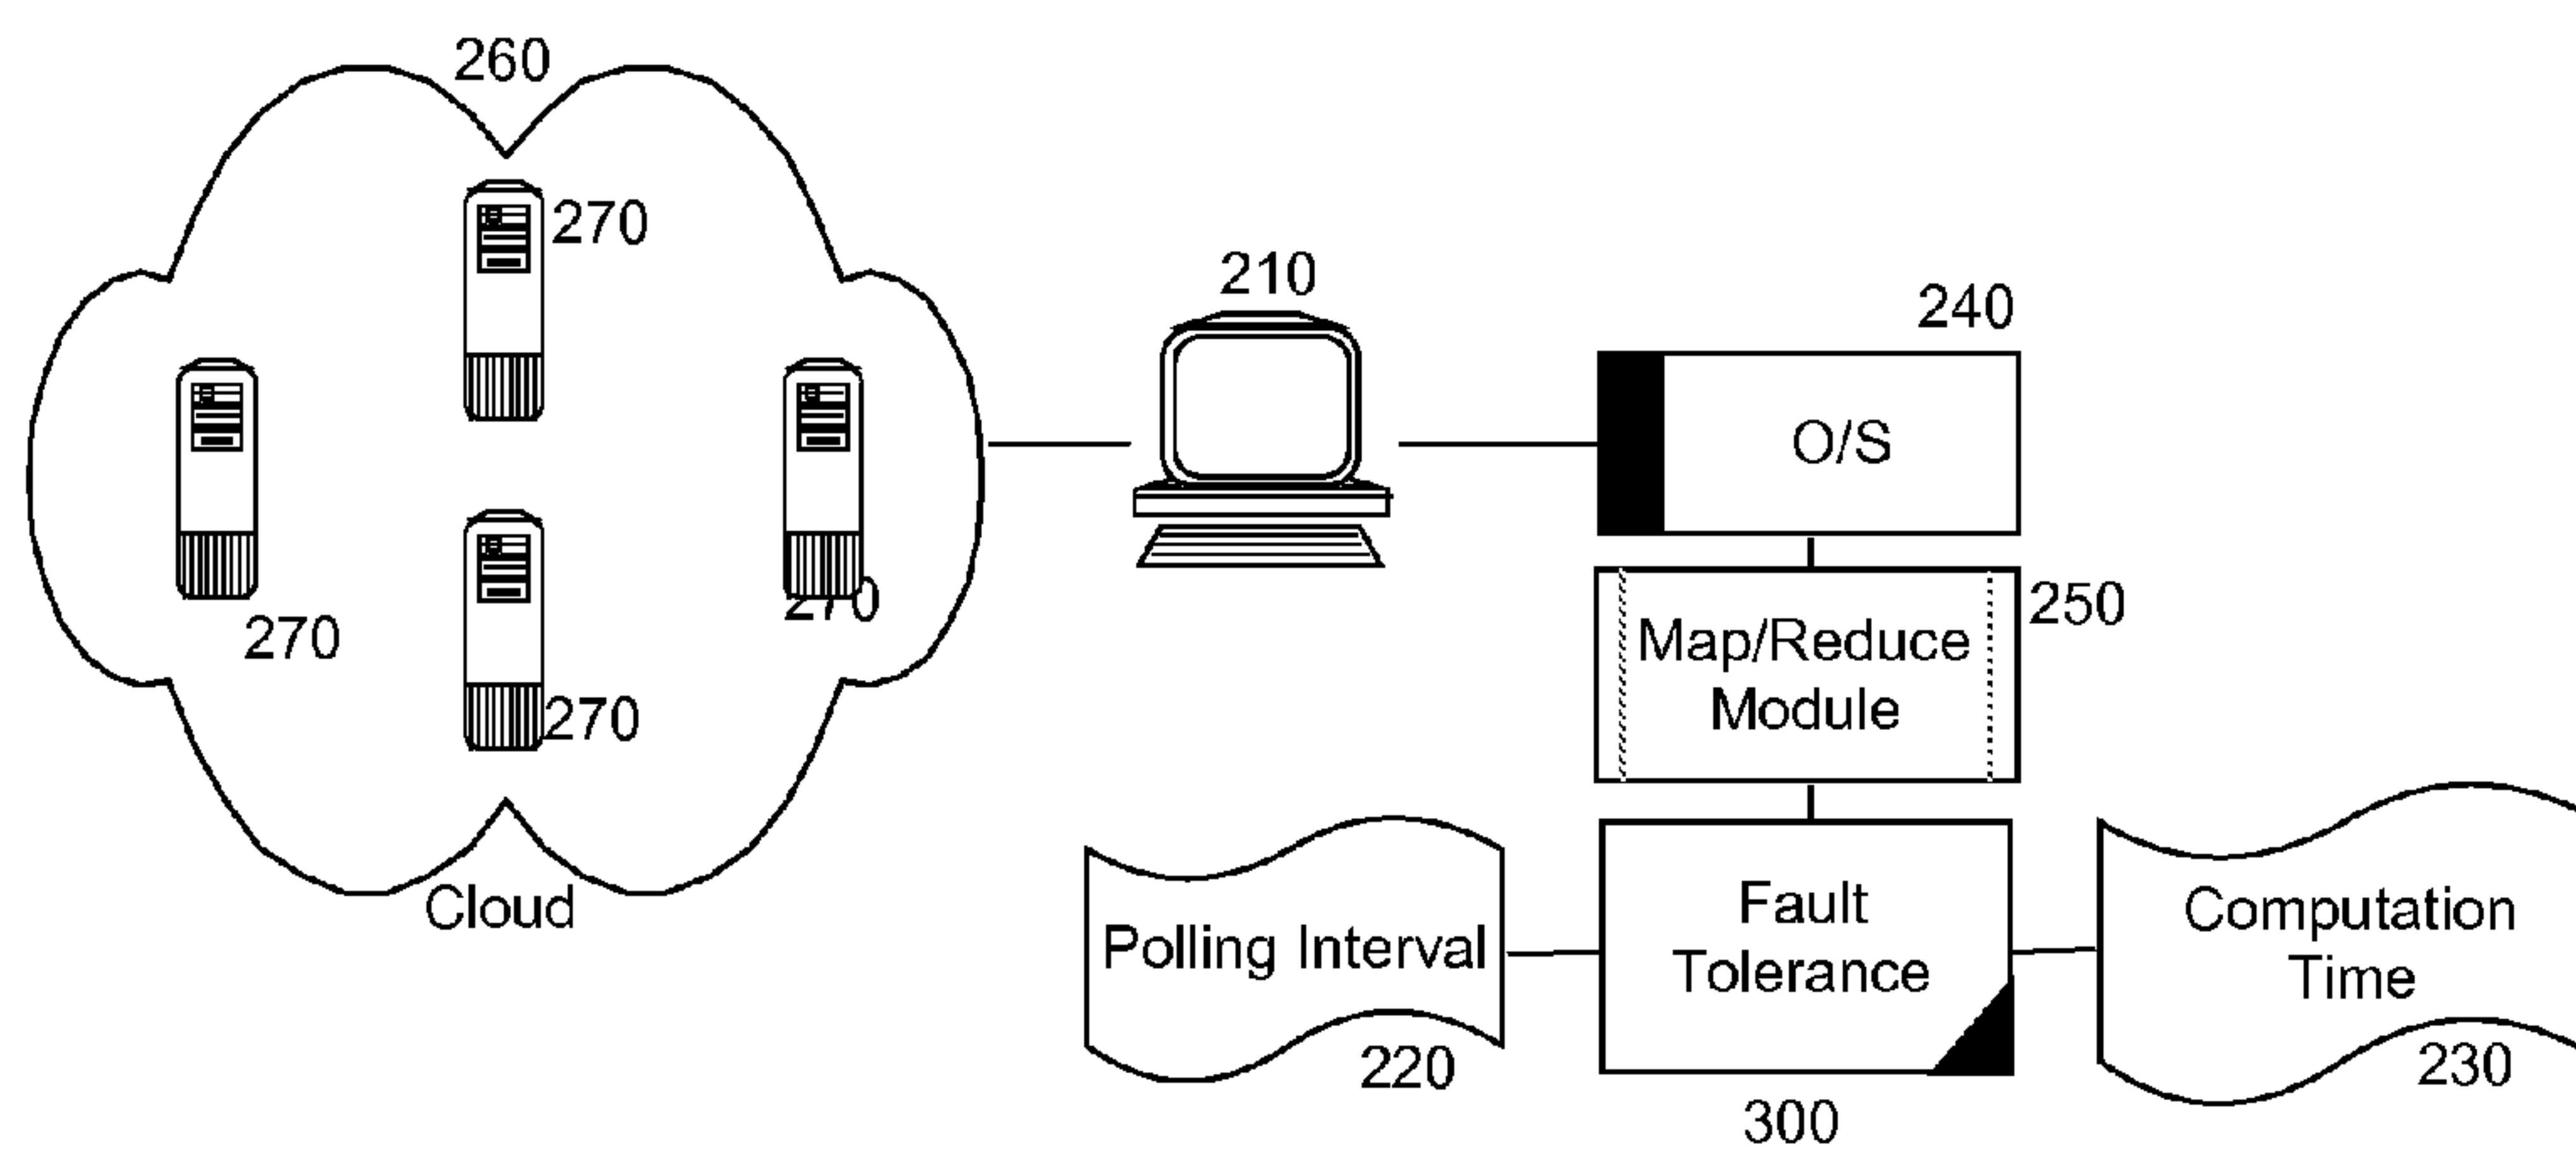 260
270
210
240
O/S
270
250
Map/Reduce
Module
270
270
Cloud
Polling Interval
220
Fault
Tolerance
300
Computation
Time
230